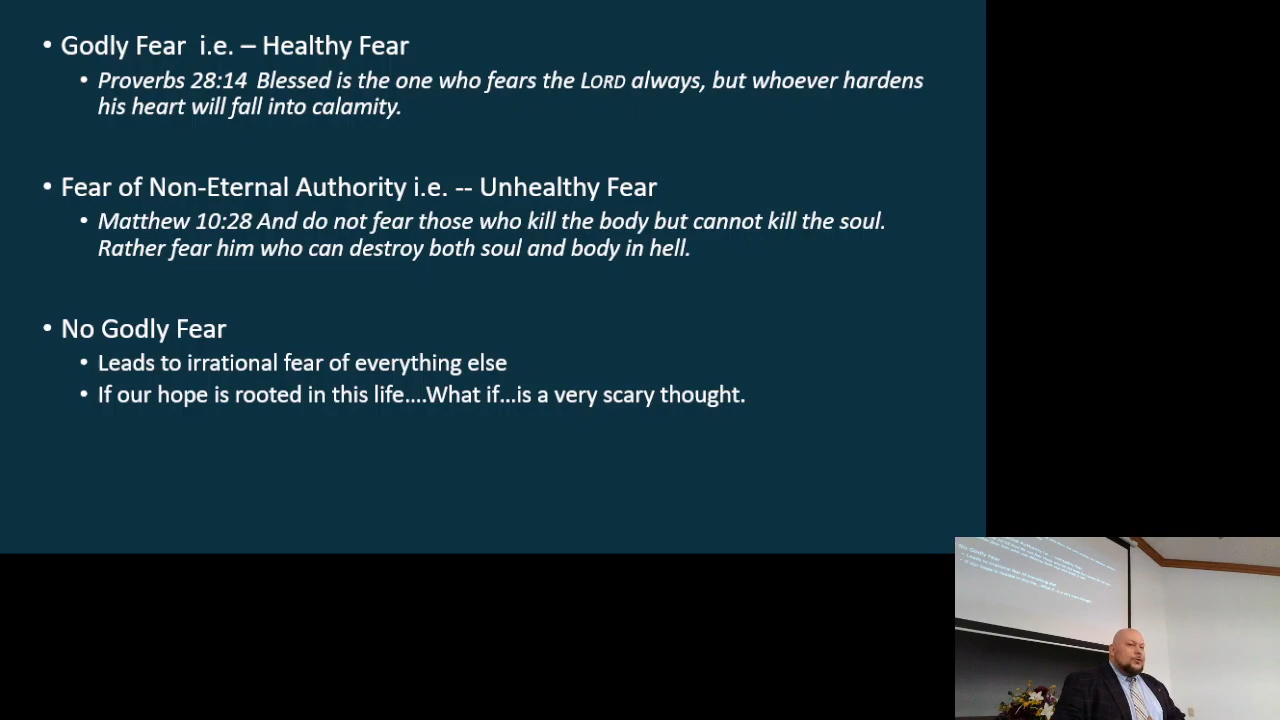 • Godly Fear i.e. – Healthy Fear
• Proverbs 28:14 Blessed is the one who fears the LORD always, but whoever hardens
his heart will fall into calamity.
• Fear of Non-Eternal Authority i.e. -- Unhealthy Fear
• Matthew 10:28 And do not fear those who kill the body but cannot kill the soul.
Rather fear him who can destroy both soul and body in hell.
• No Godly Fear
• Leads to irrational fear of everything else
• If our hope is rooted in this life....What if...is a very scary thought.
No Godly Fear